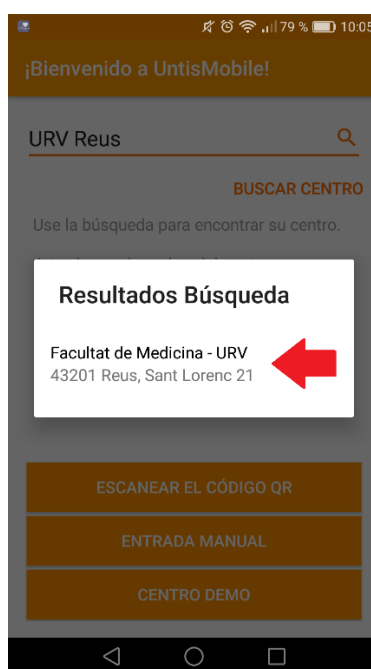 79 % 10:05
¡Bienvenido a UntisMobile!
URV Reus
BUSCAR CENTRO
Use la búsqueda para encontrar su centro.
Resultados Búsqueda
Facultat de Medicina - URV
43201 Reus, Sant Lorenc 21
ESCANEAR EL CÓDIGO QR
ENTRADA MANUAL
CENTRO DEMO